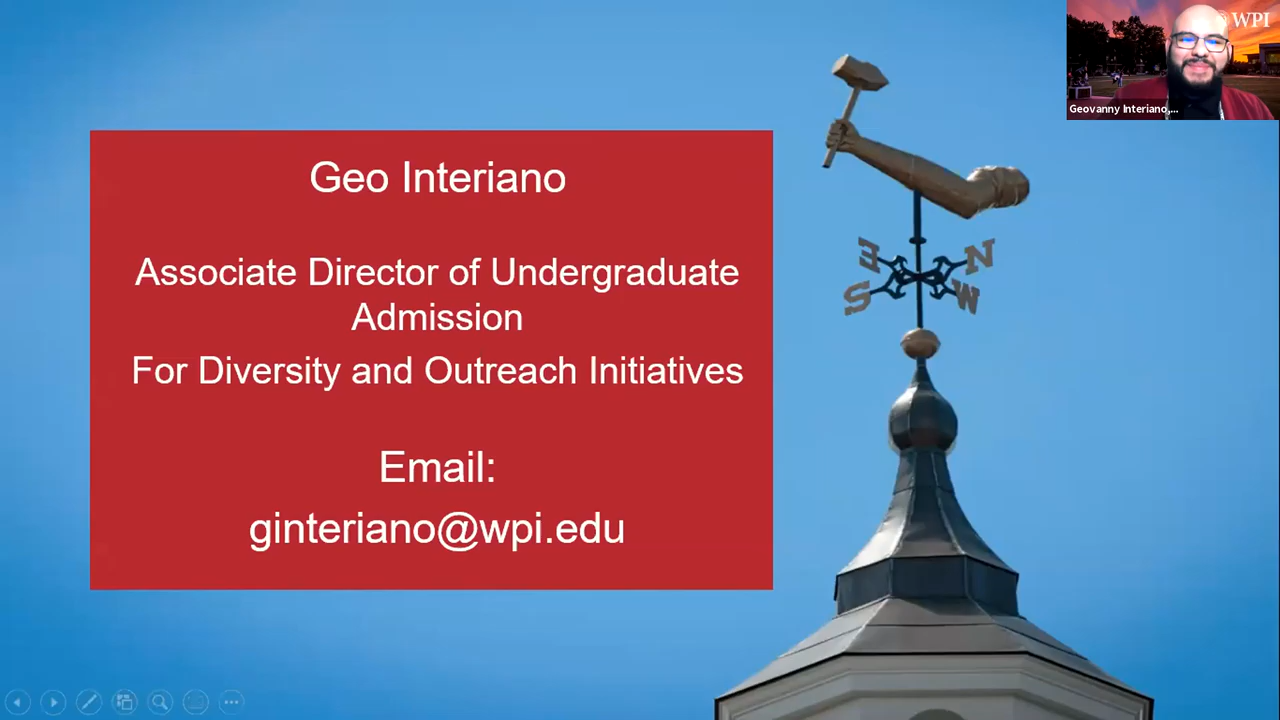 WPI
Geovanny Interiano,...
Geo Interiano
Associate Director of Undergraduate
Admission
For Diversity and Outreach Initiatives
Email:
ginteriano@wpi.edu
E N
S W